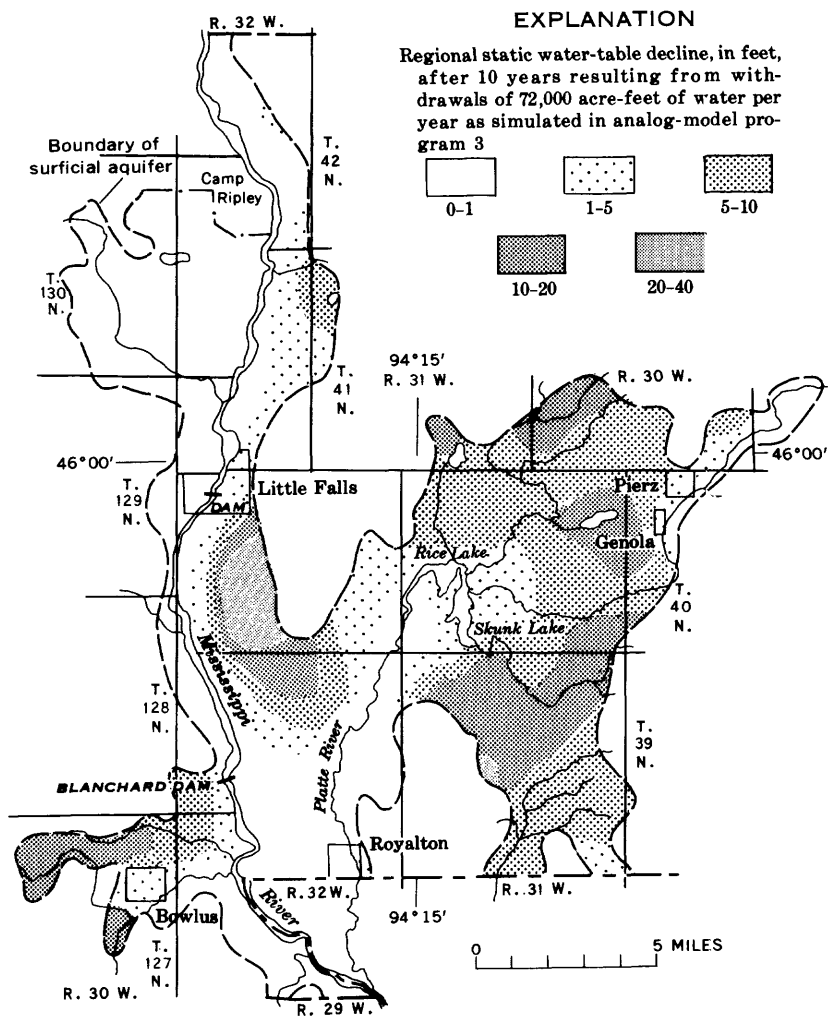 R. 32 W.
EXPLANATION
Regional static water-table decline, in feet,
after 10 years resulting from with-
drawals of 72,000 acre-feet of water per
year as simulated in analog-model pro-
gram 3
0-1
1-5
5-10
10-20
20-40
Boundary of
surficial aquifer
T.
42
N.
Camp
Ripley
T.
130
N.
94°15'
R. 31 W.
R. 30 W.
T.
41
N.
46°00'
46°00'
T.
129
N.
Little Falls
DAM
Pierz
Genola
Rice Lake
T.
40
N.
Skunk Lake
Mississippi
T.
128
N.
Platte River
T.
39
N.
BLANCHARD DAM
Royalton
R. 32 W.
R. 31 W.
River
94°15'
Bowlus
T.
127
N.
0 5 MILES
R. 30 W.
R. 29 W.